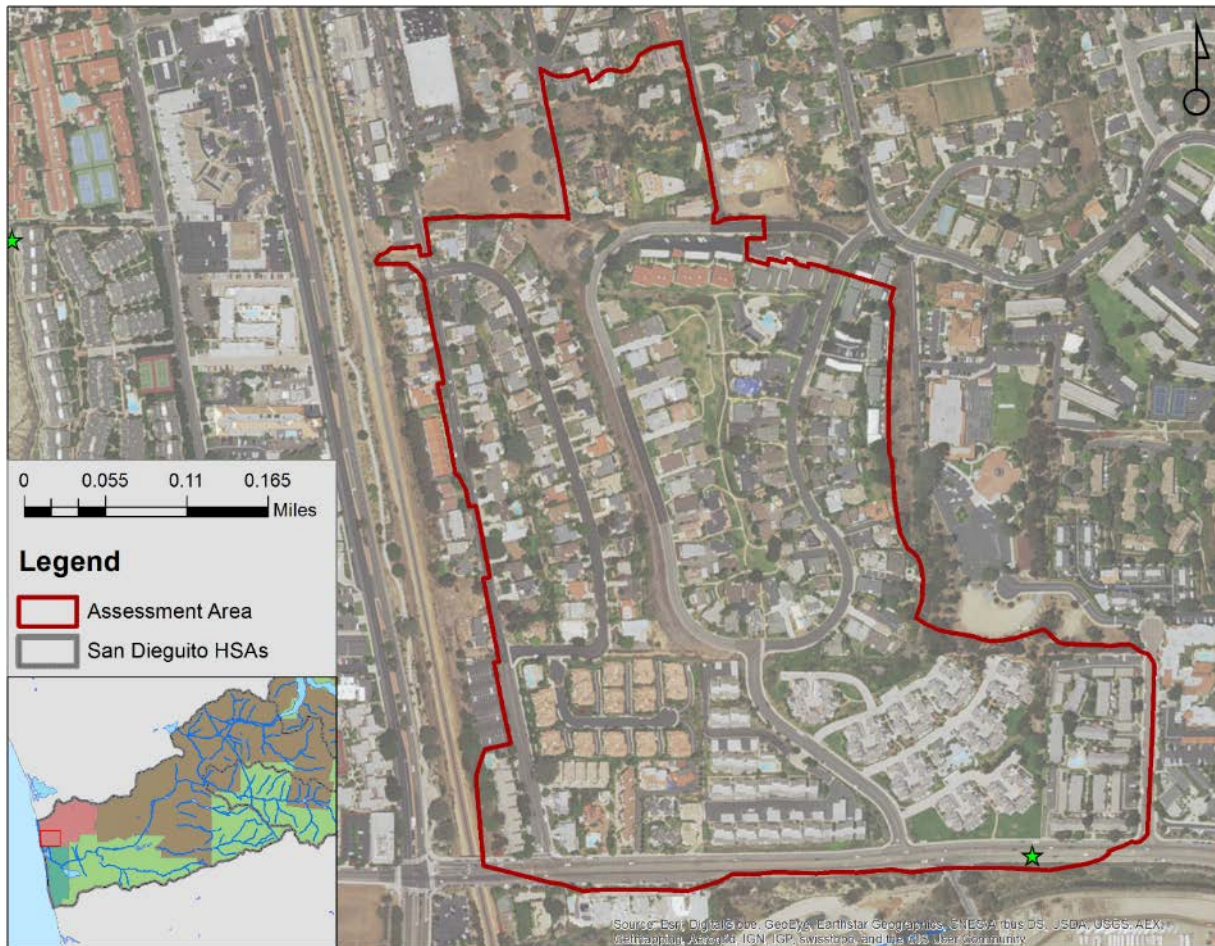 0 0.055 0.11 0.165
Miles
Legend
Assessment Area
San Dieguito HSAs
Source: Esri, DigitalGlobe, GeoEye, Earthstar Geographics, CNES/Airbus DS, USDA, USGS, AEX,
Getmapping, Aerogrid, IGN, IGP, swisstopo, and the GIS User Community